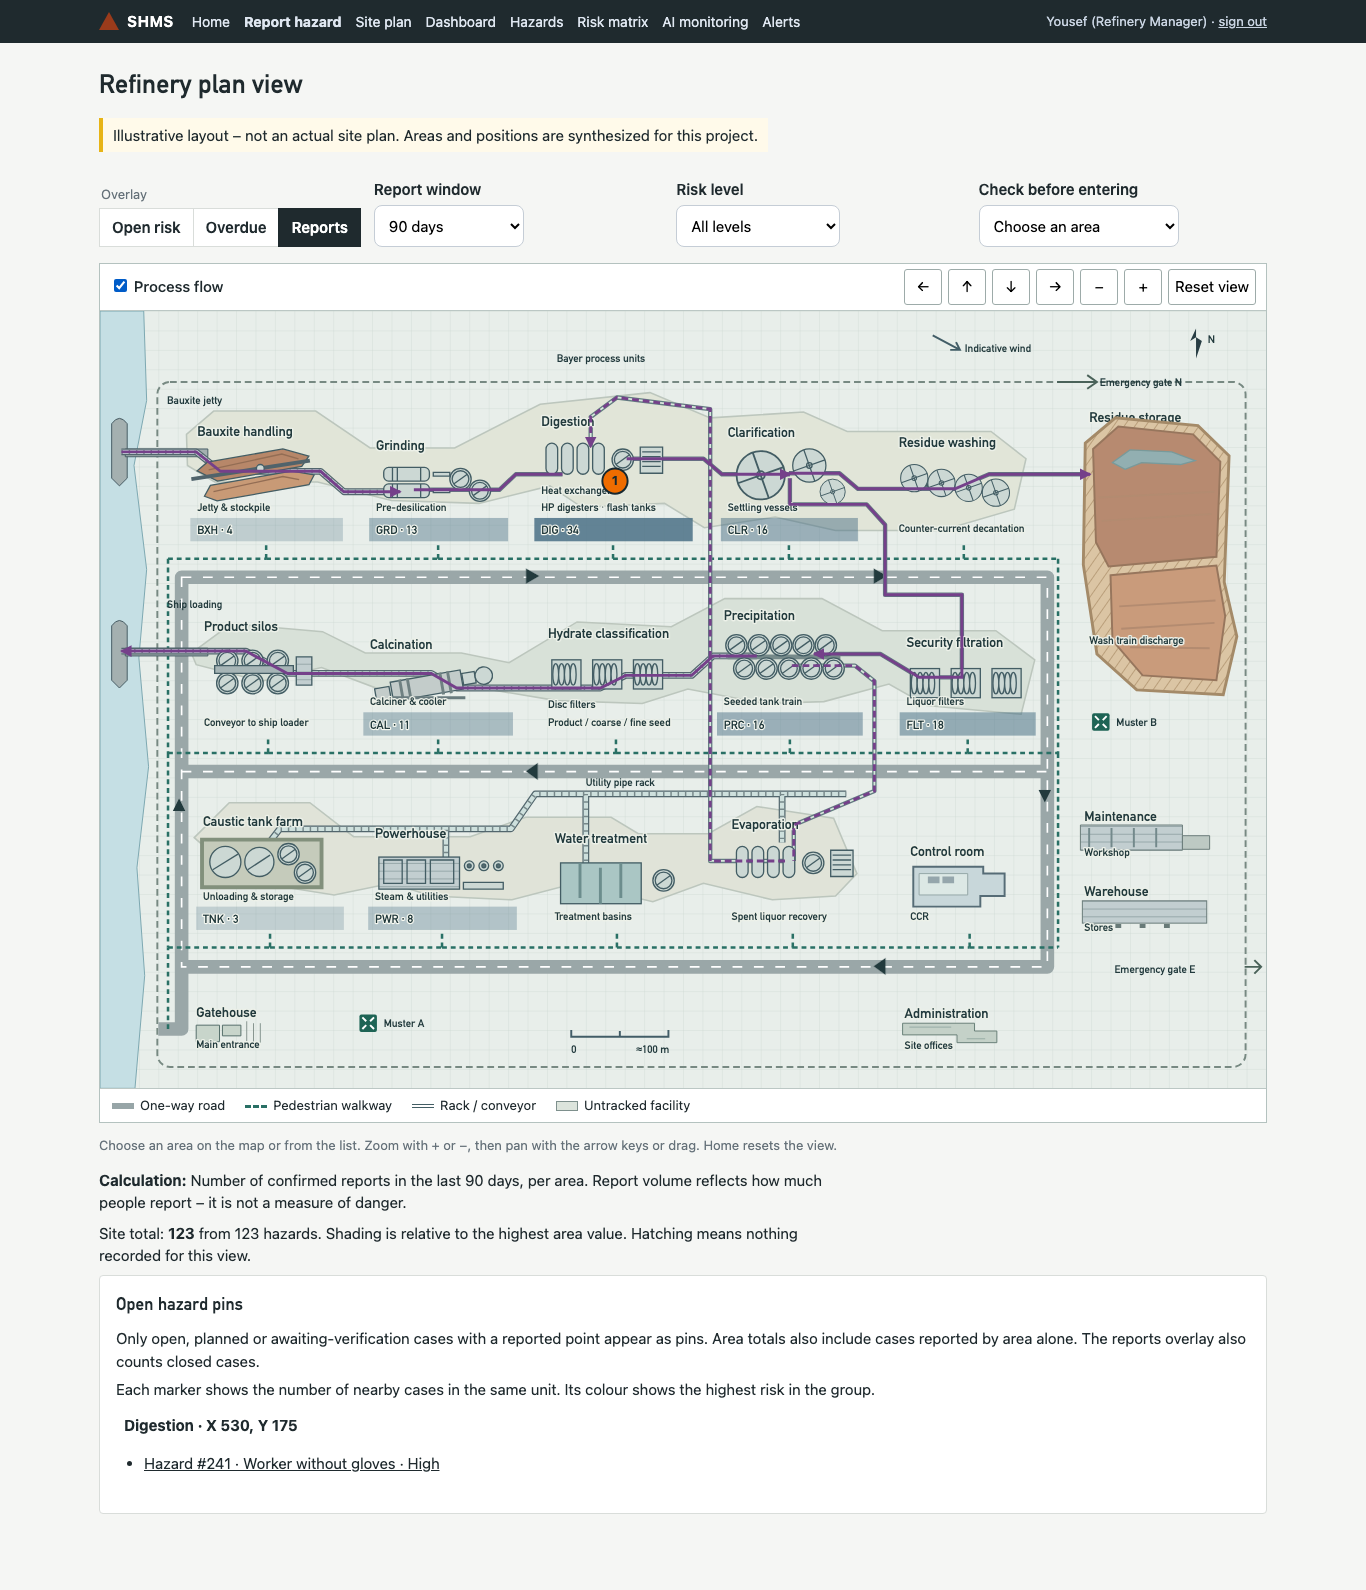 SHMS Home Report hazard Site plan Dashboard Hazards Risk matrix AI monitoring Alerts Yousef (Refinery Manager) · sign out
Refinery plan view
Illustrative layout – not an actual site plan. Areas and positions are synthesized for this project.
Overlay
Open risk Overdue Reports
Report window
90 days
Risk level
All levels
Check before entering
Choose an area
Process flow
← ↑ ↓ → − + Reset view
Indicative wind
N
Bayer process units
Emergency gate N
Bauxite jetty
Bauxite handling
Grinding
Digestion
Clarification
Residue washing
Residue storage
Heat exchange
1
Jetty & stockpile
Pre-desilication
HP digesters · flash tanks
Settling vessels
Counter-current decantation
BXH · 4
GRD · 13
DIG · 34
CLR · 16
Ship loading
Product silos
Calcination
Hydrate classification
Precipitation
Security filtration
Wash train discharge
Calciner & cooler
Disc filters
Seeded tank train
Liquor filters
Conveyor to ship loader
Product / coarse / fine seed
CAL · 11
PRC · 16
FLT · 18
Muster B
Utility pipe rack
Caustic tank farm
Powerhouse
Water treatment
Evaporation
Control room
Maintenance
Workshop
Warehouse
Stores
Unloading & storage
Steam & utilities
Treatment basins
Spent liquor recovery
CCR
TNK · 3
PWR · 8
Emergency gate E
Gatehouse
Main entrance
Muster A
0 ≈100 m
Administration
Site offices
One-way road Pedestrian walkway Rack / conveyor Untracked facility
Choose an area on the map or from the list. Zoom with + or −, then pan with the arrow keys or drag. Home resets the view.
Calculation: Number of confirmed reports in the last 90 days, per area. Report volume reflects how much
people report – it is not a measure of danger.
Site total: 123 from 123 hazards. Shading is relative to the highest area value. Hatching means nothing
recorded for this view.
Open hazard pins
Only open, planned or awaiting-verification cases with a reported point appear as pins. Area totals also include cases reported by area alone. The reports overlay also
counts closed cases.
Each marker shows the number of nearby cases in the same unit. Its colour shows the highest risk in the group.
Digestion · X 530, Y 175
Hazard #241 · Worker without gloves · High